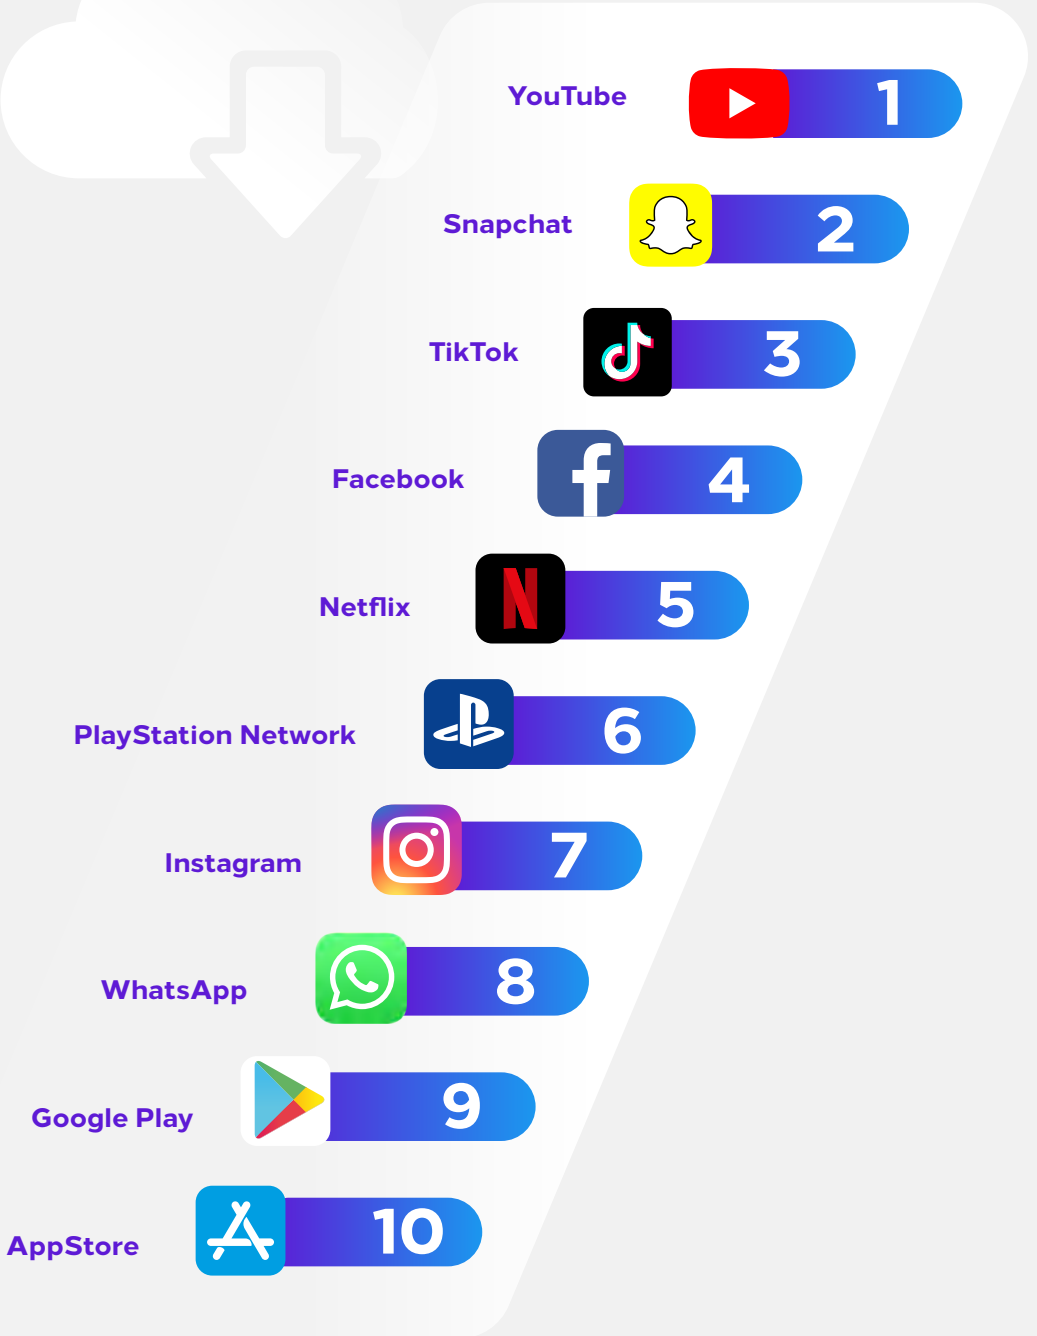 YouTube 1
Snapchat 2
TikTok 3
Facebook 4
Netflix 5
PlayStation Network 6
Instagram 7
WhatsApp 8
Google Play 9
AppStore 10